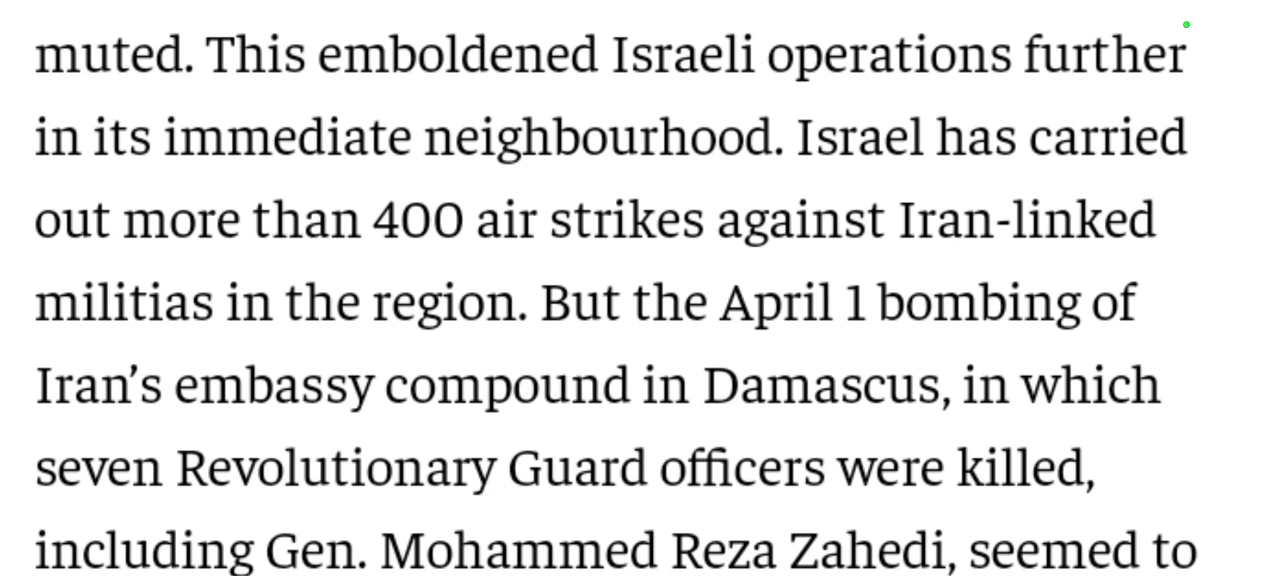 muted. This emboldened Israeli operations further
in its immediate neighbourhood. Israel has carried
out more than 400 air strikes against Iran-linked
militias in the region. But the April 1 bombing of
Iran’s embassy compound in Damascus, in which
seven Revolutionary Guard officers were killed,
including Gen. Mohammed Reza Zahedi, seemed to